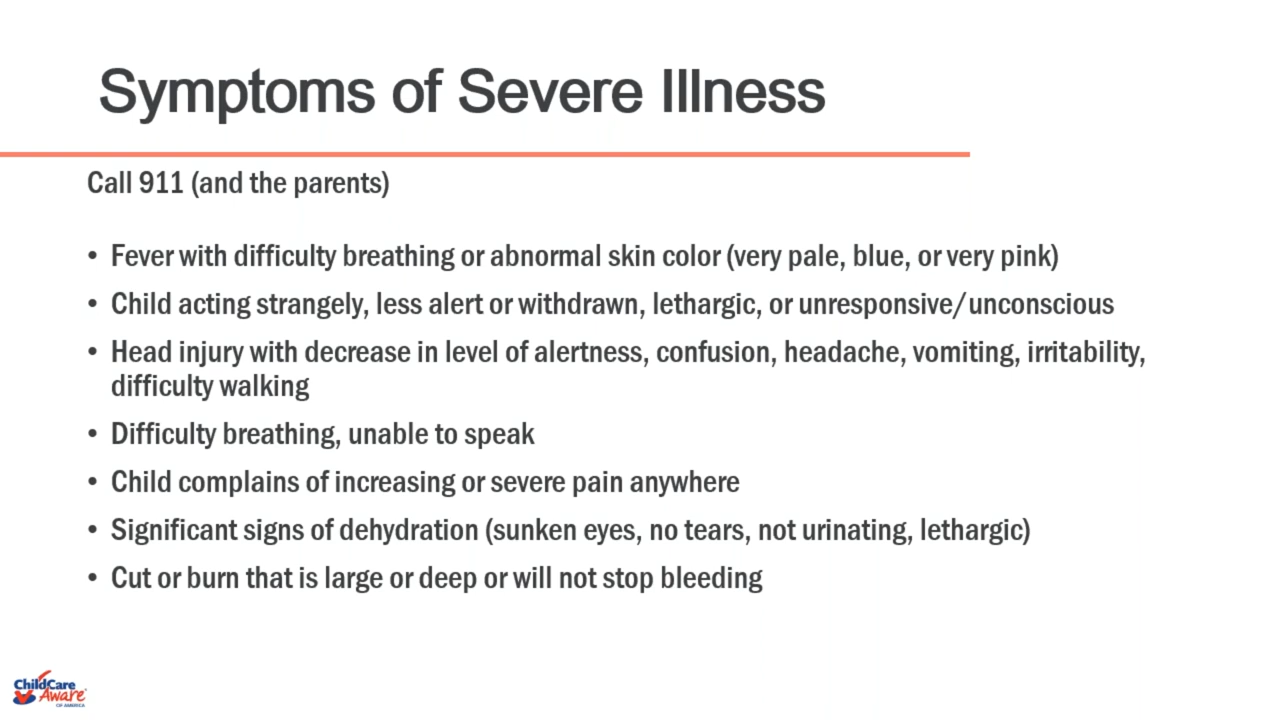 Symptoms of Severe Illness
Call 911 (and the parents)
• Fever with difficulty breathing or abnormal skin color (very pale, blue, or very pink)
• Child acting strangely, less alert or withdrawn, lethargic, or unresponsive/unconscious
• Head injury with decrease in level of alertness, confusion, headache, vomiting, irritability,
difficulty walking
• Difficulty breathing, unable to speak
• Child complains of increasing or severe pain anywhere
• Significant signs of dehydration (sunken eyes, no tears, not urinating, lethargic)
• Cut or burn that is large or deep or will not stop bleeding
ChildCare
Aware®
OF AMERICA